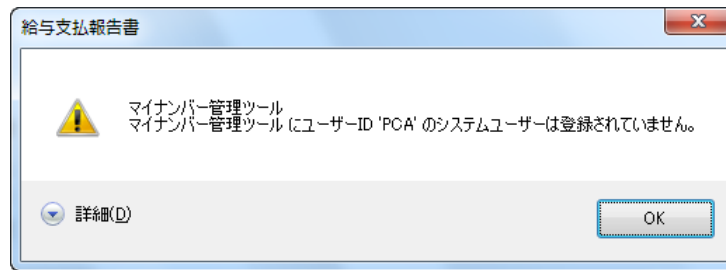 給与支払報告書
マイナンバー管理ツール
マイナンバー管理ツール にユーザーID 'PCA' のシステムユーザーは登録されていません。
詳細(D)
OK